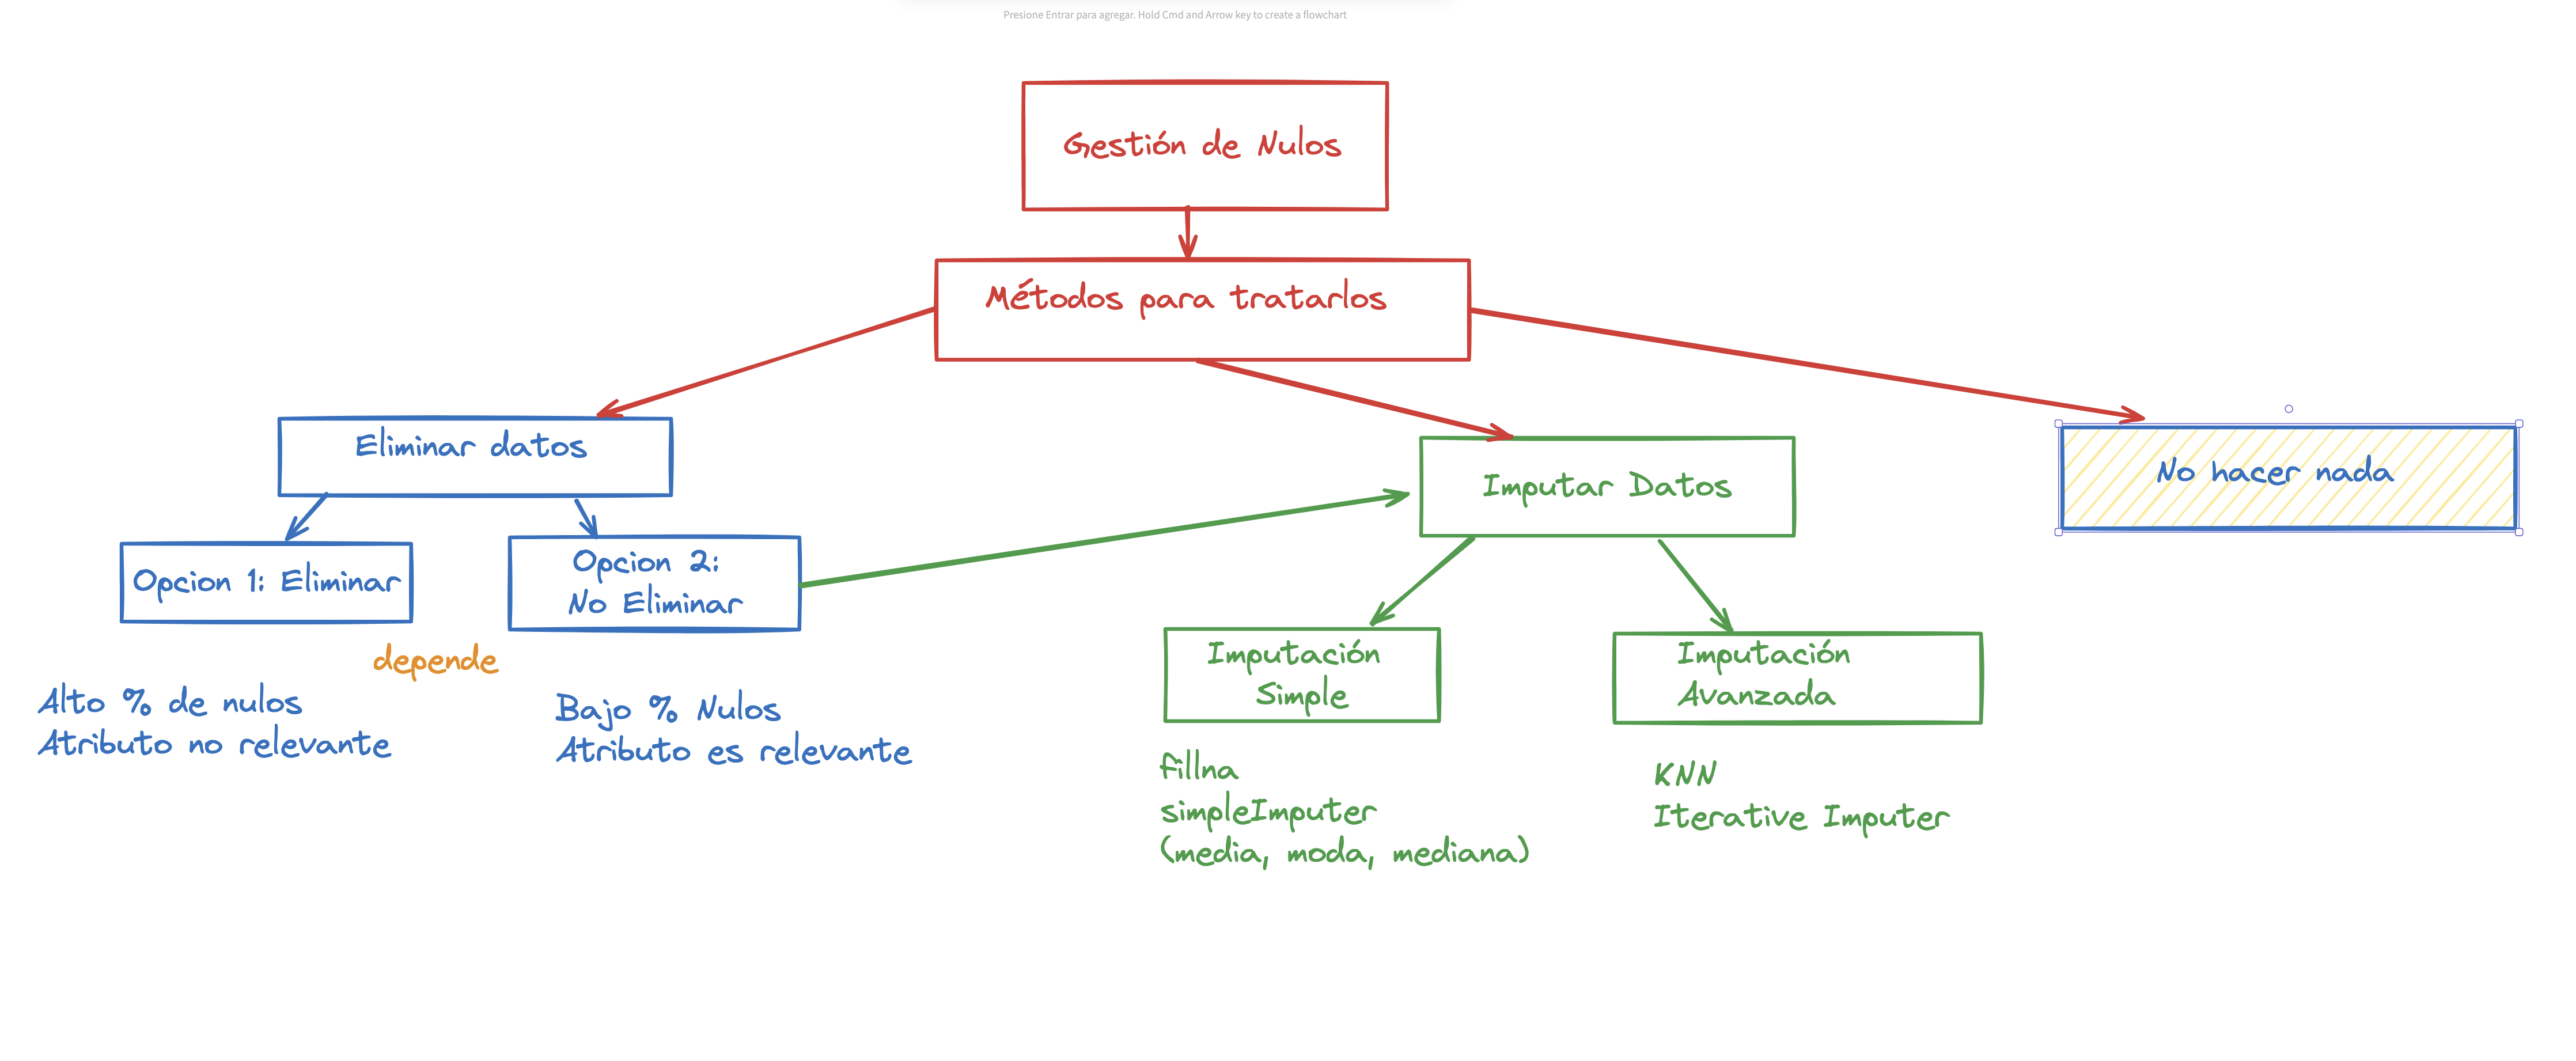 Presione Entrar para agregar. Hold Cmd and Arrow key to create a flowchart
Gestión de Nulos
Métodos para tratarlos
Eliminar datos
Imputar Datos
No hacer nada
Opcion 1: Eliminar
Opcion 2:
No Eliminar
depende
Alto % de nulos
Atributo no relevante
Bajo % Nulos
Atributo es relevante
Imputación
Simple
Imputación
Avanzada
fillna
simpleImputer
(media, moda, mediana)
KNN
Iterative Imputer